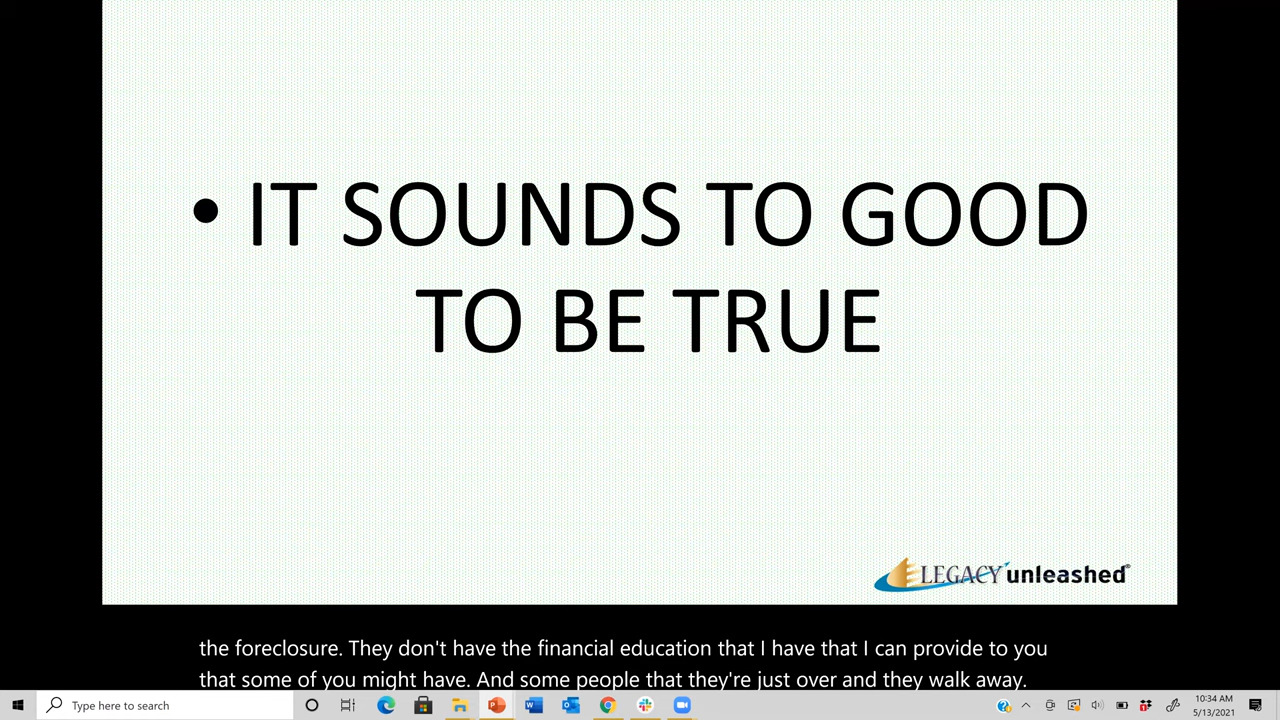 • IT SOUNDS TO GOOD
TO BE TRUE
LEGACY unleashed®
the foreclosure. They don't have the financial education that I have that I can provide to you
that some of you might have. And some people that they're just over and they walk away.
Type here to search
10:34 AM
5/13/2021